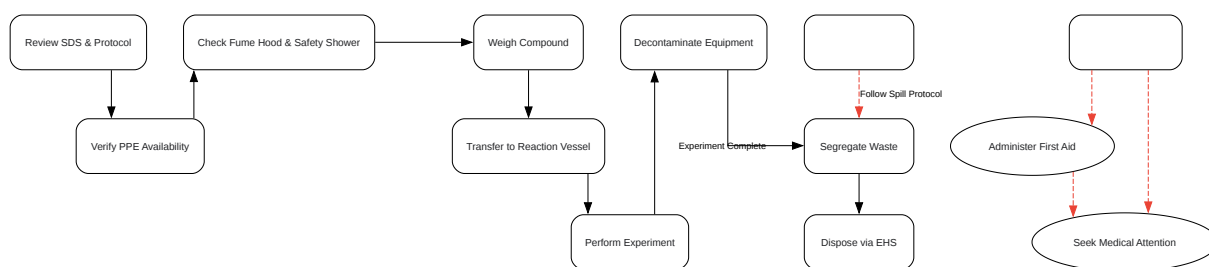 Review SDS & Protocol
Check Fume Hood & Safety Shower
Weigh Compound
Decontaminate Equipment
Follow Spill Protocol
Verify PPE Availability
Transfer to Reaction Vessel
Experiment Complete
Segregate Waste
Administer First Aid
Perform Experiment
Dispose via EHS
Seek Medical Attention